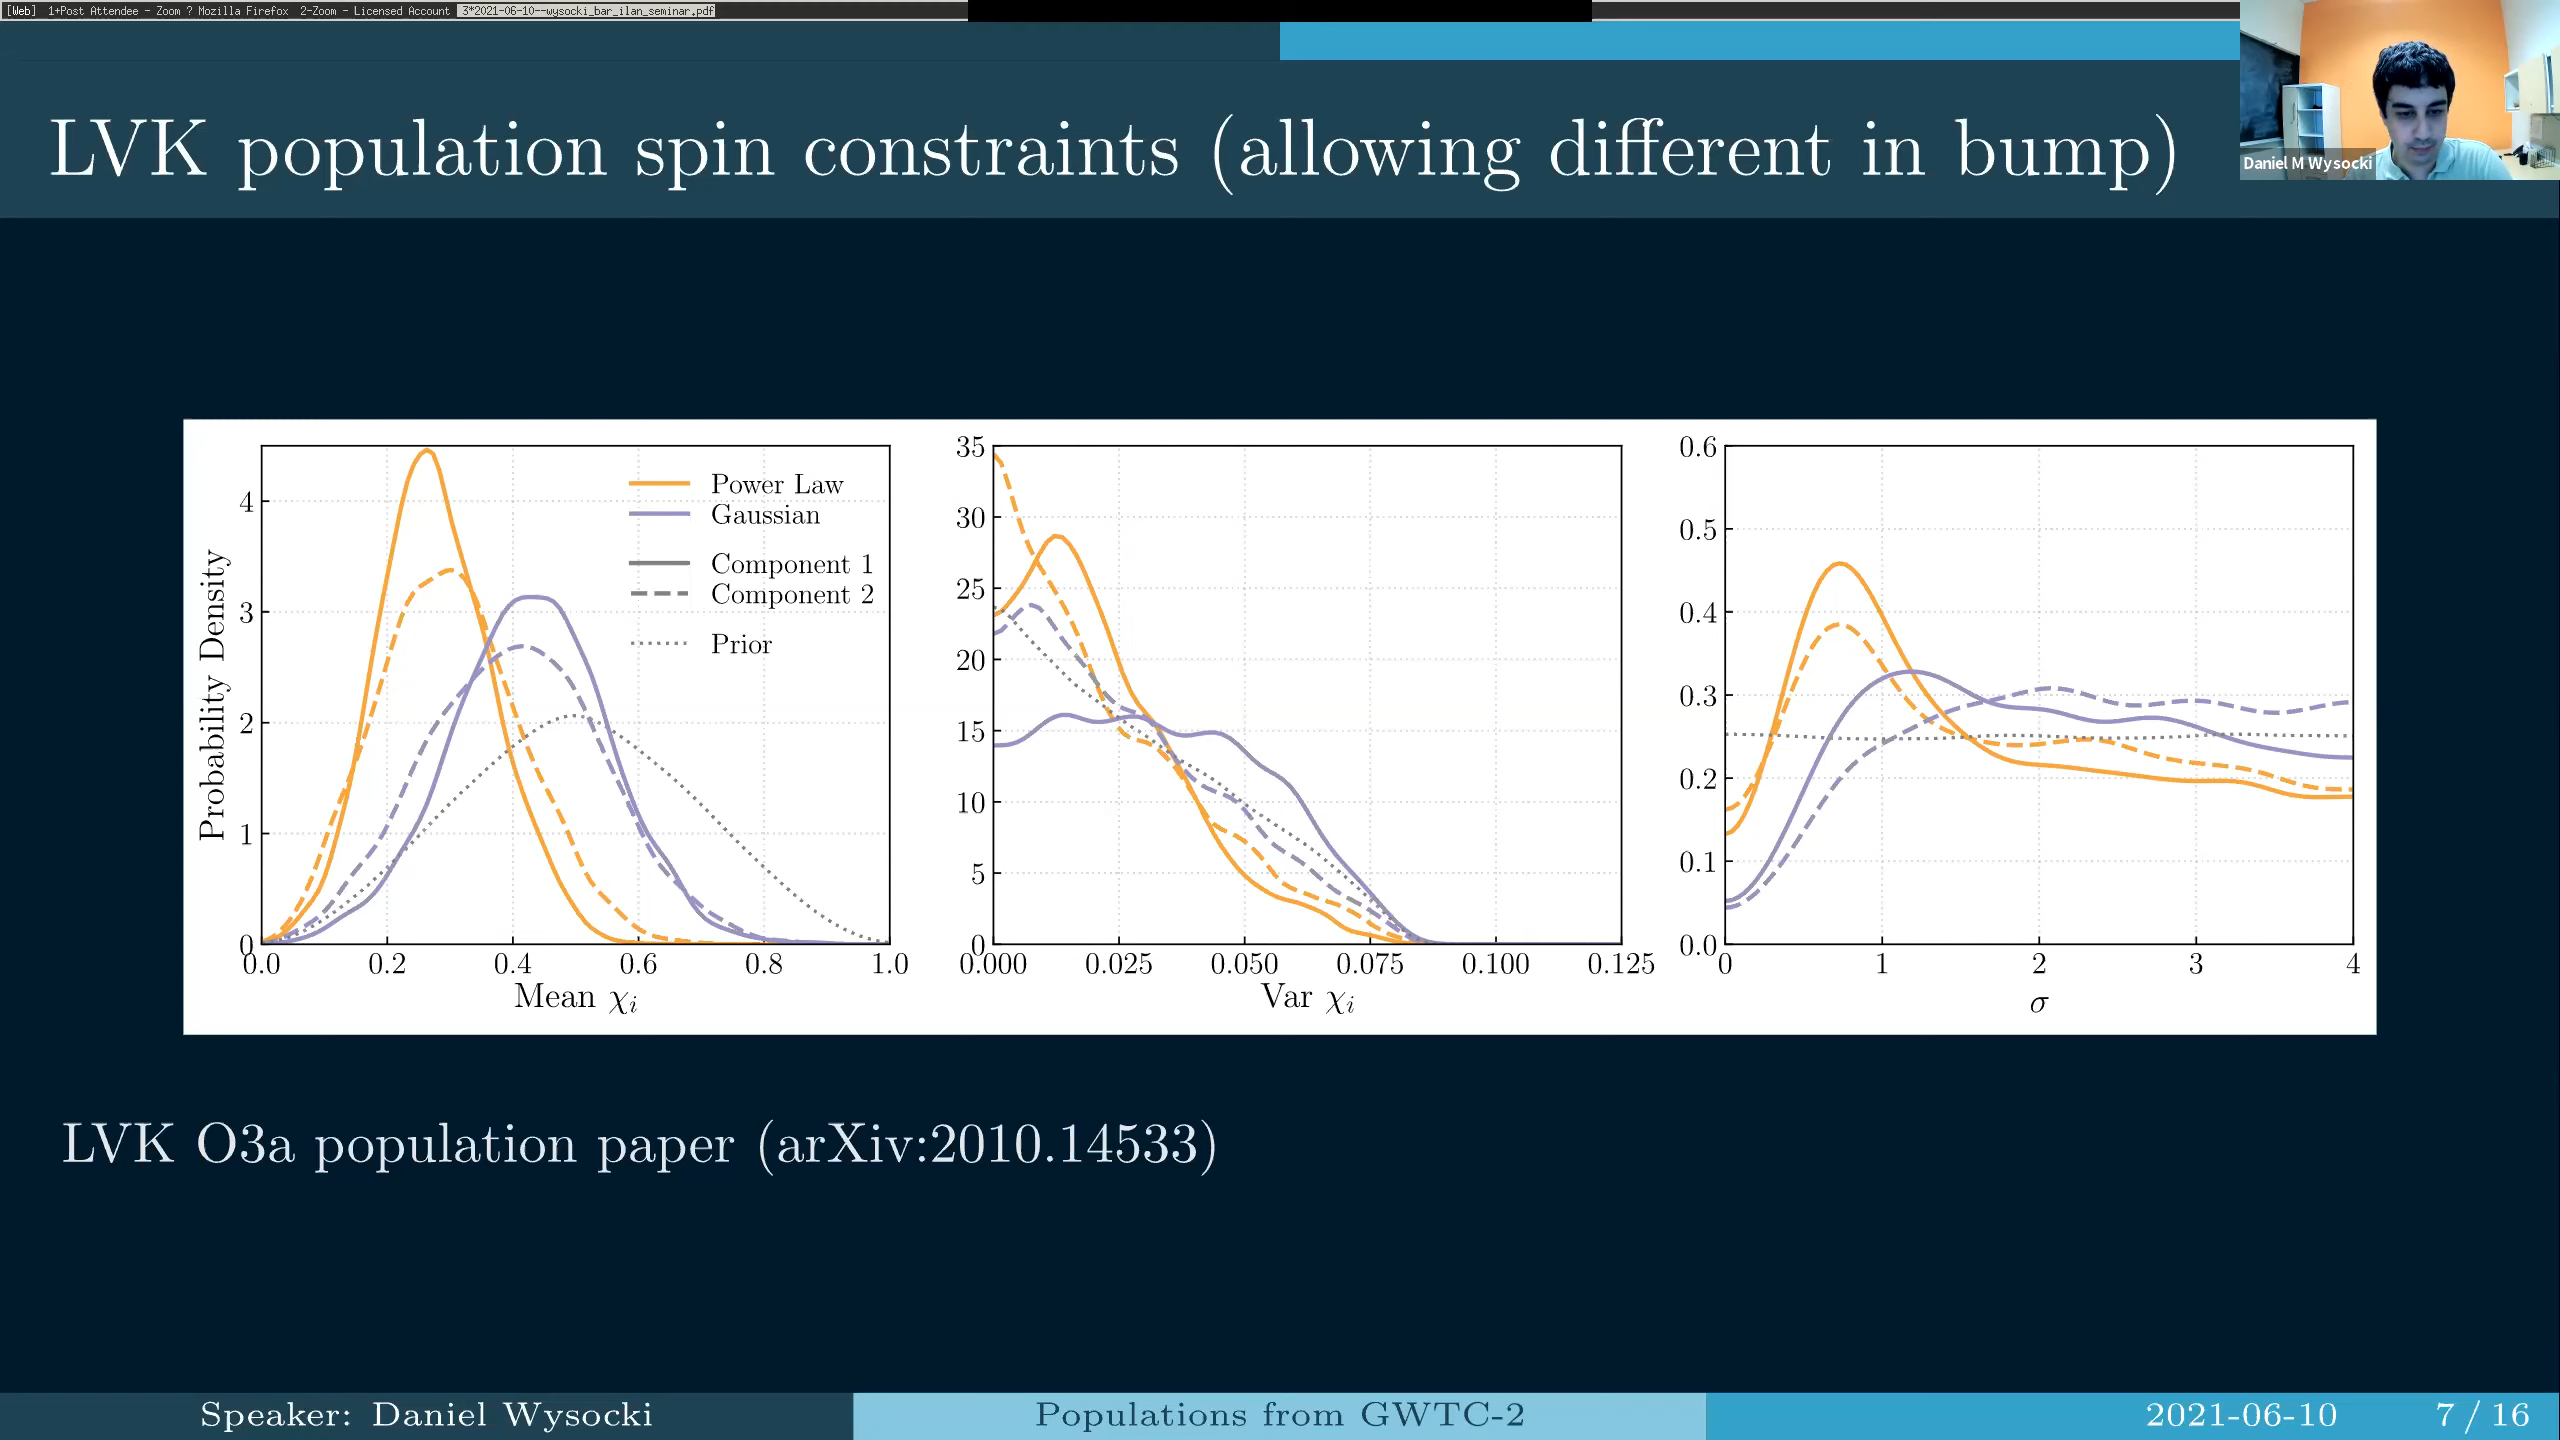 [Web] 1+Post Attendee - Zoom ? Mozilla Firefox 2-Zoom - Licensed Account 3*2021-06-10--wysocki_bar_ilan_seminar.pdf
Daniel M Wysocki
LVK population spin constraints (allowing different in bump)
Probability Density
4
3
2
1
0
0.0 0.2 0.4 0.6 0.8 1.0
Mean χi
Power Law
Gaussian
Component 1
Component 2
Prior
35
30
25
20
15
10
5
0
0.000 0.025 0.050 0.075 0.100 0.125
Var χi
0.6
0.5
0.4
0.3
0.2
0.1
0.0
0 1 2 3 4
σ
LVK O3a population paper (arXiv:2010.14533)
Speaker: Daniel Wysocki Populations from GWTC-2 2021-06-10 7 / 16